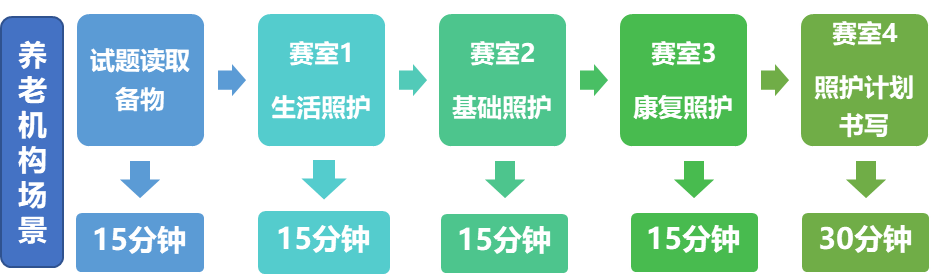 养老机构场景
试题读取
备物
赛室1
生活照护
赛室2
基础照护
赛室3
康复照护
赛室4
照护计划
书写
15分钟
15分钟
15分钟
15分钟
30分钟